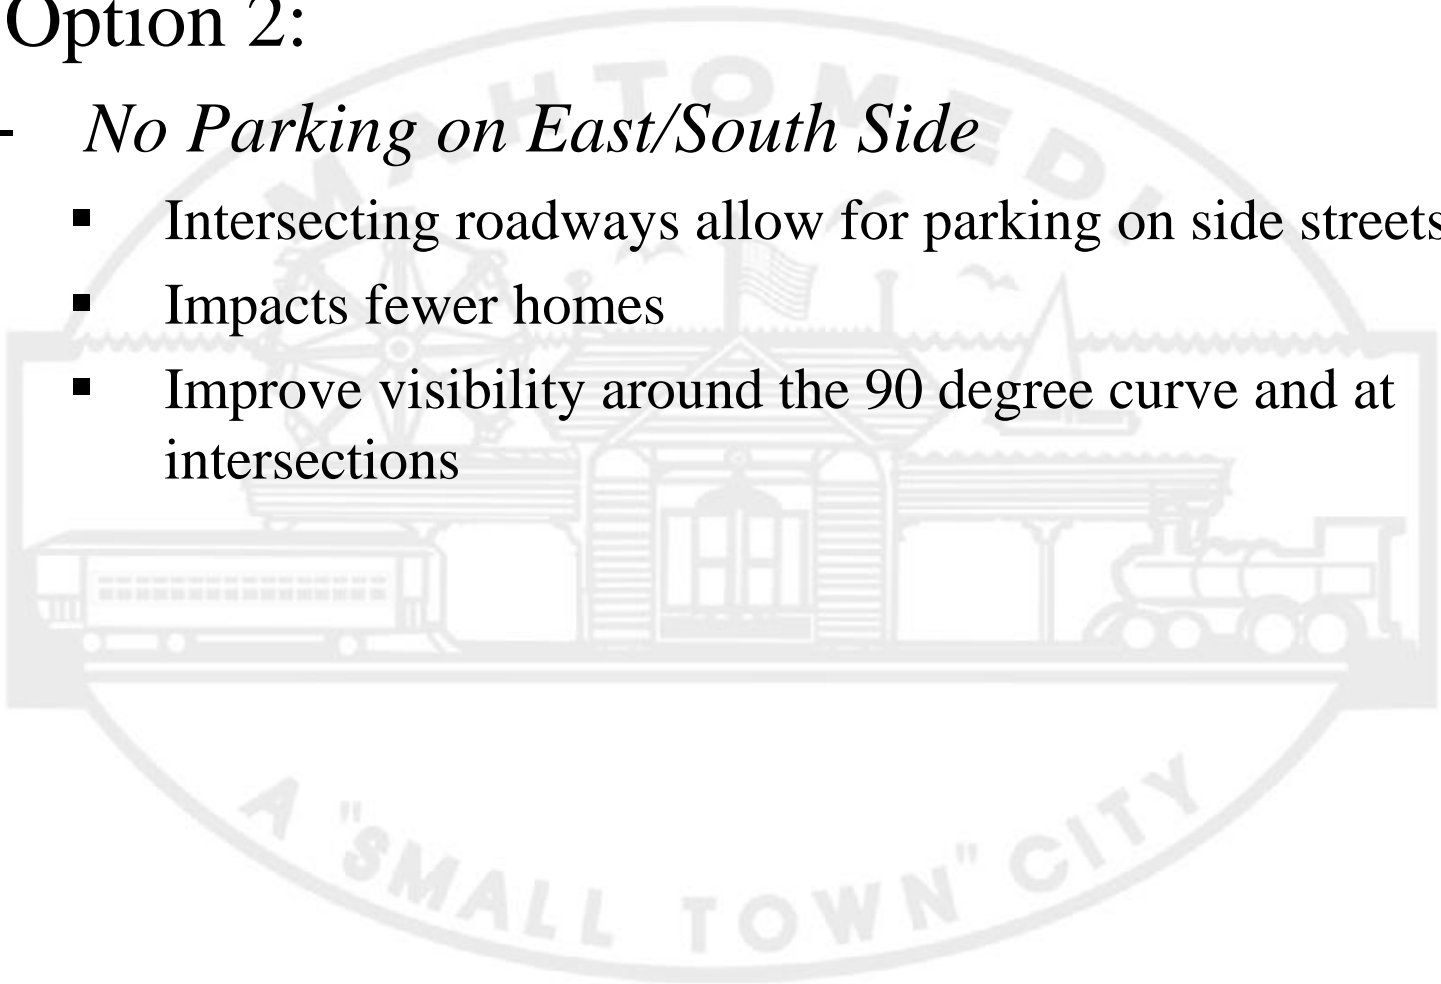 Option 2:
- No Parking on East/South Side
▪ Intersecting roadways allow for parking on side streets
▪ Impacts fewer homes
▪ Improve visibility around the 90 degree curve and at
intersections
MAHTOMEDI
A "SMALL TOWN" CITY